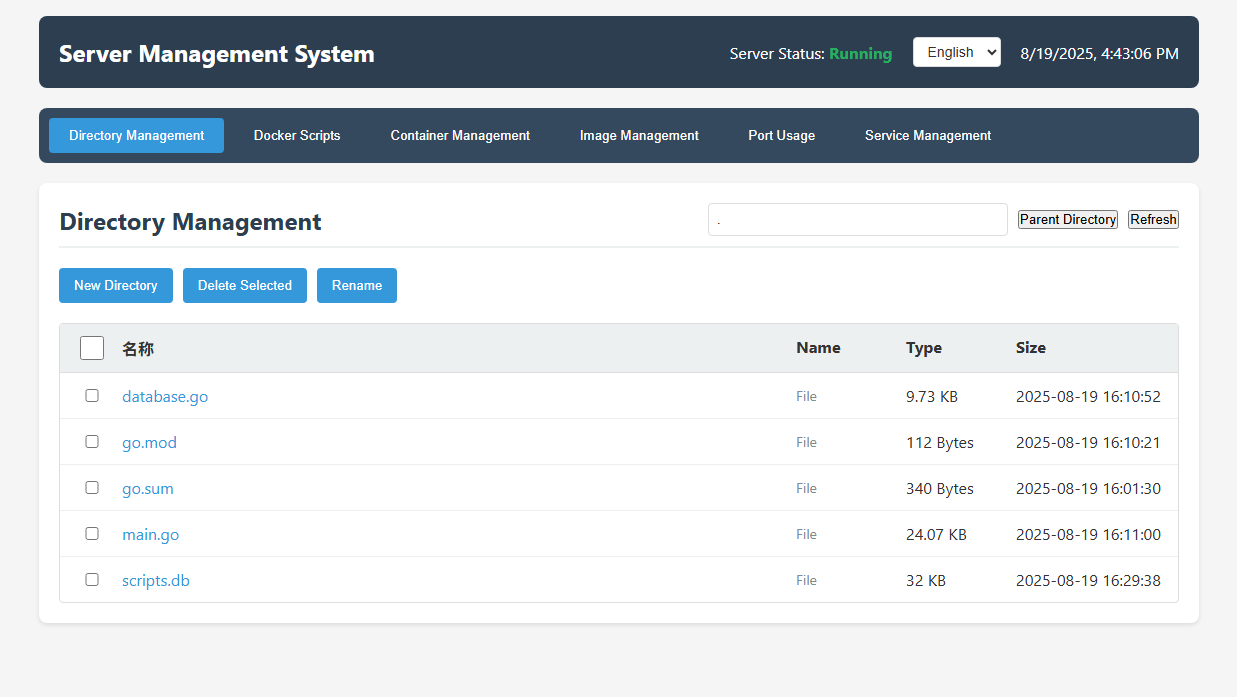 Server Management System
Server Status: Running
English
8/19/2025, 4:43:06 PM
Directory Management Docker Scripts Container Management Image Management Port Usage Service Management
Directory Management
.
Parent Directory Refresh
New Directory Delete Selected Rename
名称 Name Type Size
database.go File 9.73 KB 2025-08-19 16:10:52
go.mod File 112 Bytes 2025-08-19 16:10:21
go.sum File 340 Bytes 2025-08-19 16:01:30
main.go File 24.07 KB 2025-08-19 16:11:00
scripts.db File 32 KB 2025-08-19 16:29:38